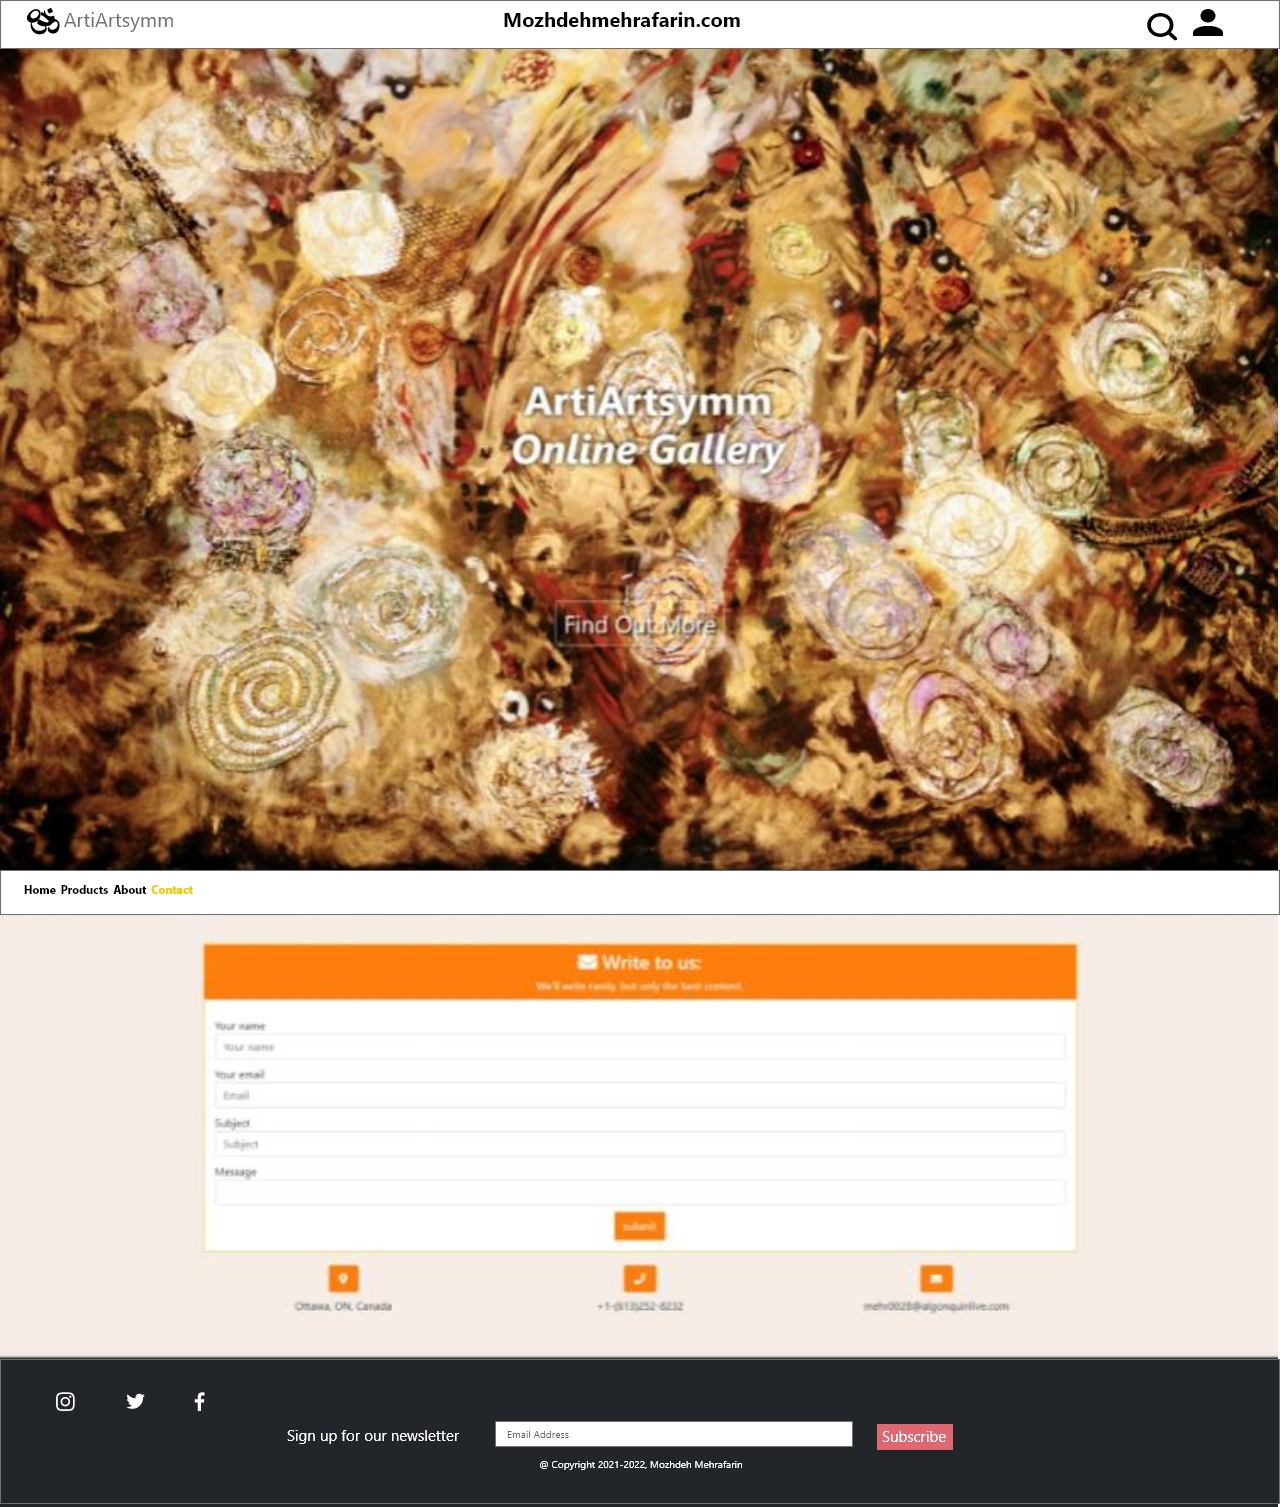 ArtiArtsymm
Mozhdehmehrafarin.com
ArtiArtsymm
Online Gallery
Find Out More
Home Products About Contact
Write to us:
We'll write rarely, but only the best content.
Your name
Your name
Your email
Email
Subject
Subject
Message
submit
Ottawa, ON, Canada
+1-(613)252-8232
mehr0028@algonquinlive.com
Sign up for our newsletter
Email Address
Subscribe
@ Copyright 2021-2022, Mozhdeh Mehrafarin